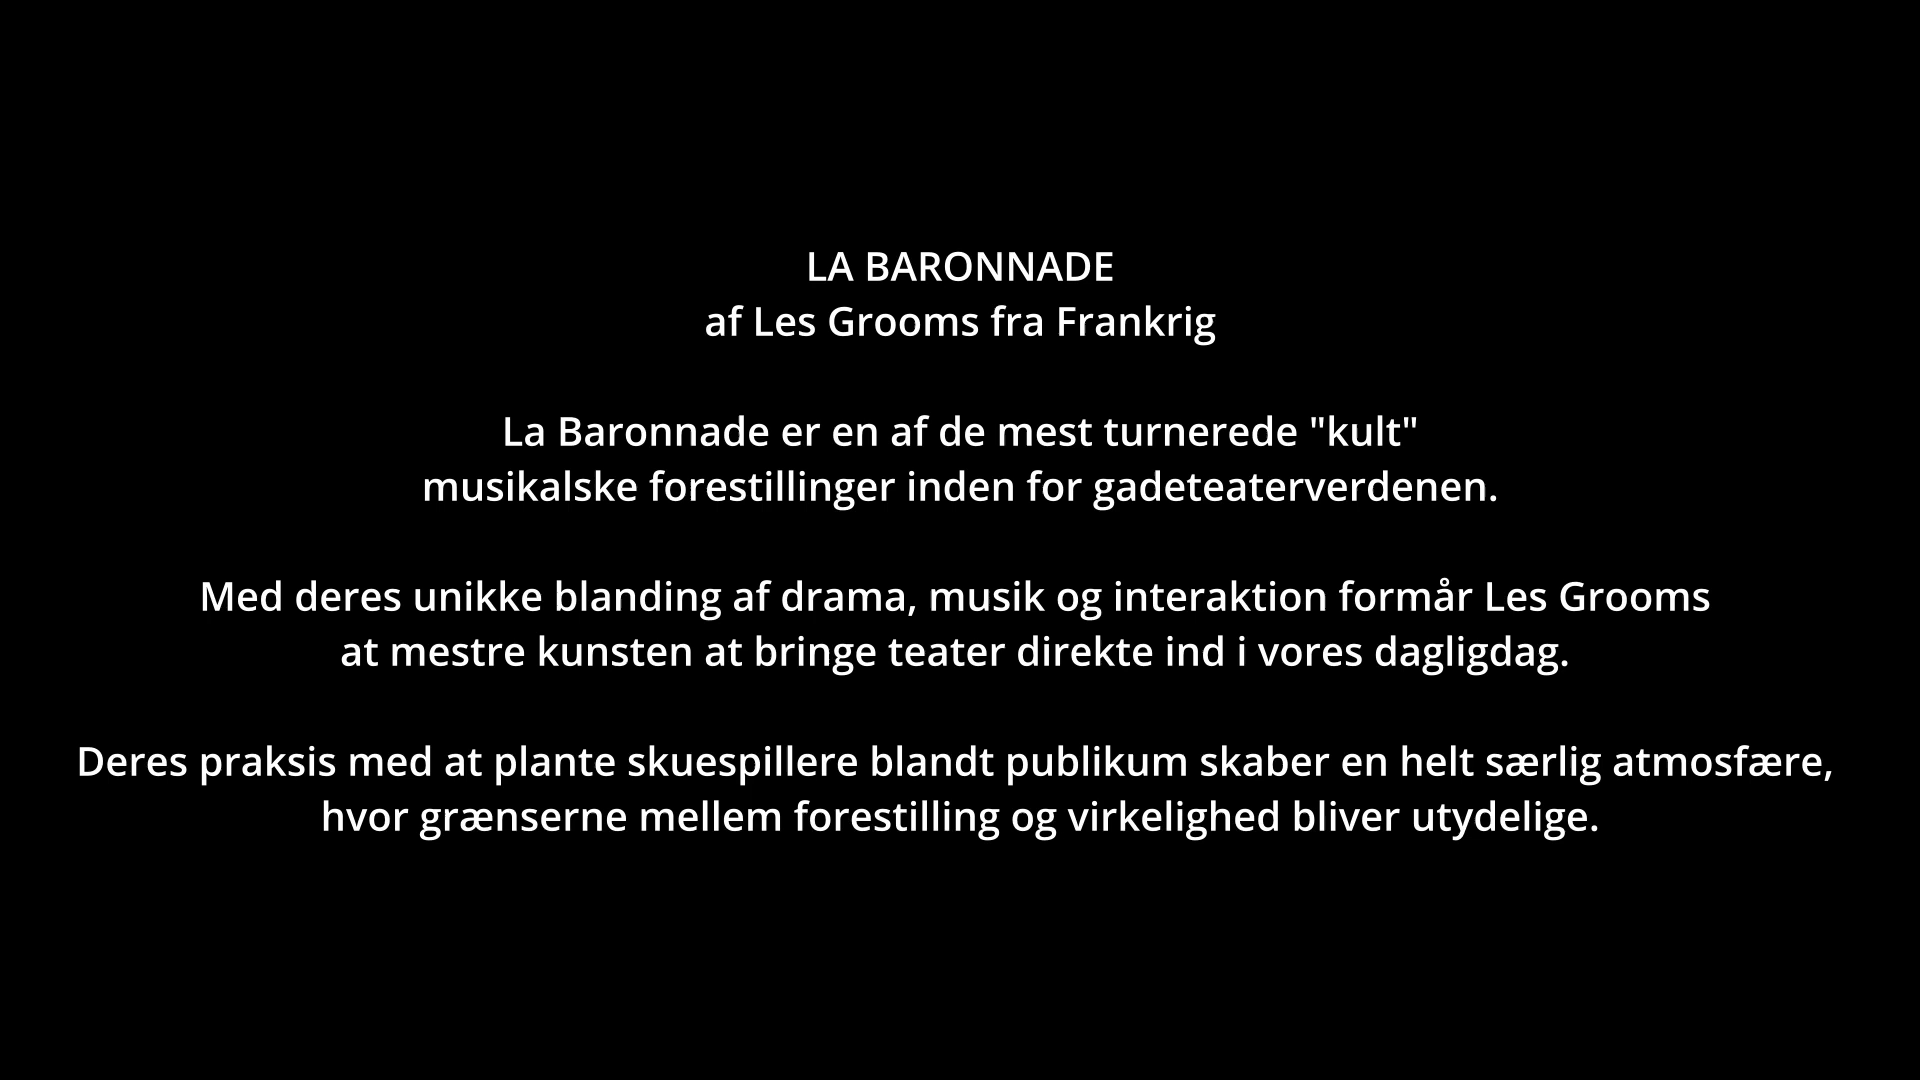 LA BARONNADE
af Les Grooms fra Frankrig
La Baronnade er en af de mest turnerede "kult"
musikalske forestillinger inden for gadeteaterverdenen.
Med deres unikke blanding af drama, musik og interaktion formår Les Grooms
at mestre kunsten at bringe teater direkte ind i vores dagligdag.
Deres praksis med at plante skuespillere blandt publikum skaber en helt særlig atmosfære,
hvor grænserne mellem forestilling og virkelighed bliver utydelige.